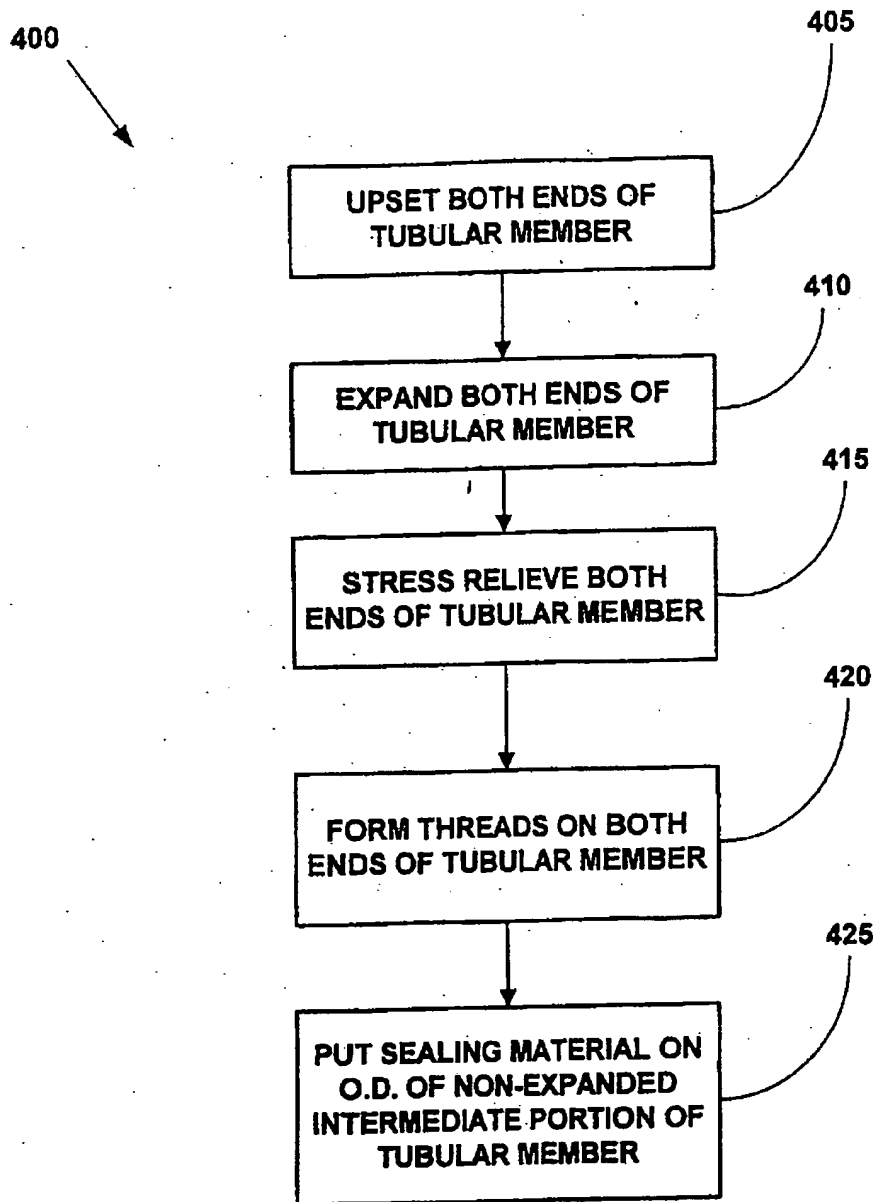 400
405
UPSET BOTH ENDS OF
TUBULAR MEMBER
410
EXPAND BOTH ENDS OF
TUBULAR MEMBER
415
STRESS RELIEVE BOTH
ENDS OF TUBULAR MEMBER
420
FORM THREADS ON BOTH
ENDS OF TUBULAR MEMBER
425
PUT SEALING MATERIAL ON
O.D. OF NON-EXPANDED
INTERMEDIATE PORTION OF
TUBULAR MEMBER